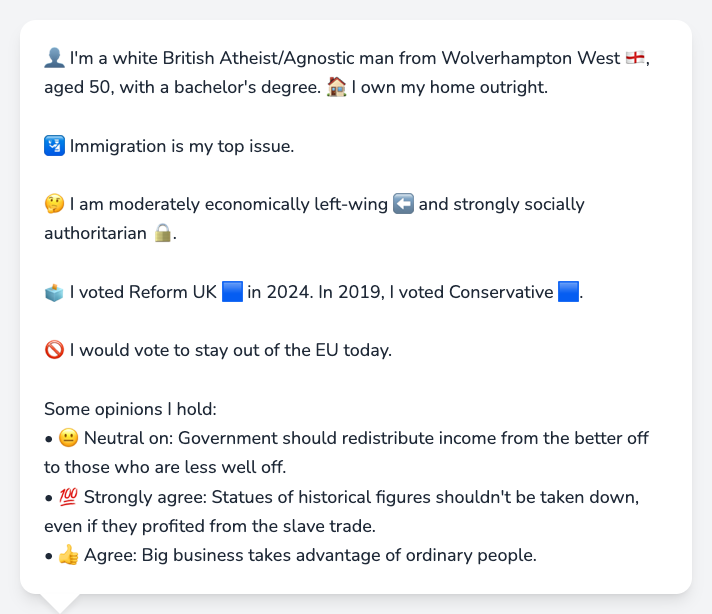 👤 I'm a white British Atheist/Agnostic man from Wolverhampton West 🏴󠁧󠁢󠁥󠁮󠁧󠁿,
aged 50, with a bachelor's degree. 🏠 I own my home outright.
🛂 Immigration is my top issue.
🤔 I am moderately economically left-wing ⬅️ and strongly socially
authoritarian 🔒.
🗳️ I voted Reform UK 🟦 in 2024. In 2019, I voted Conservative 🟦.
🚫 I would vote to stay out of the EU today.
Some opinions I hold:
• 😐 Neutral on: Government should redistribute income from the better off
to those who are less well off.
• 💯 Strongly agree: Statues of historical figures shouldn't be taken down,
even if they profited from the slave trade.
• 👍 Agree: Big business takes advantage of ordinary people.